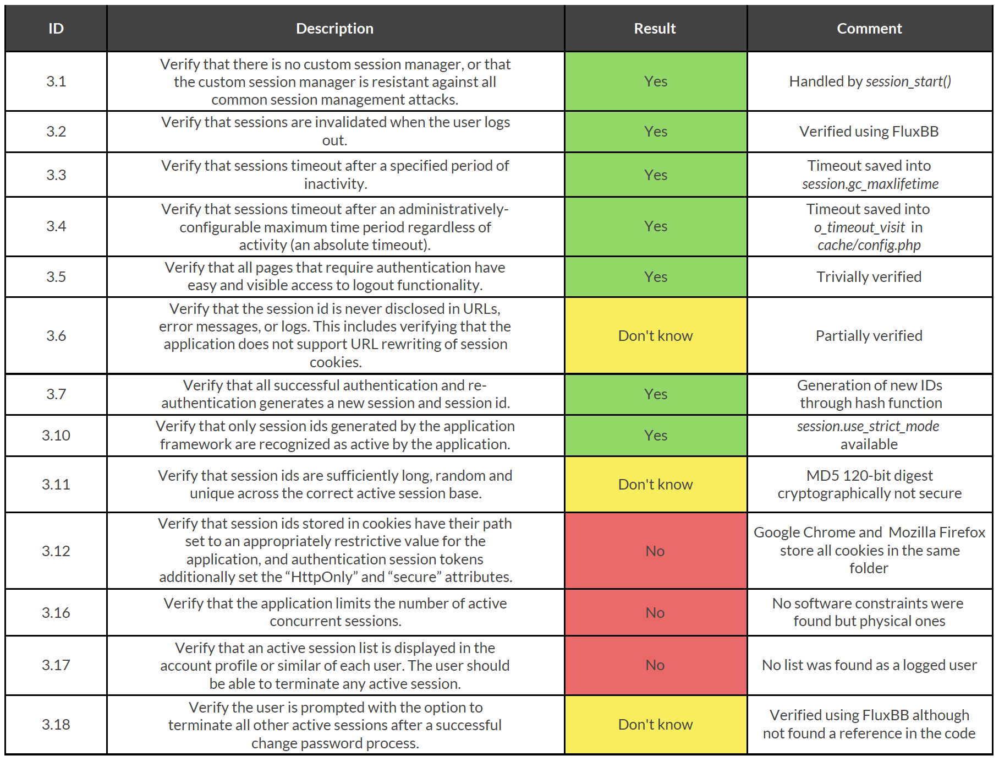 ID Description Result Comment
3.1
Verify that there is no custom session manager, or that
the custom session manager is resistant against all
common session management attacks.
Yes
Handled by session_start()
3.2
Verify that sessions are invalidated when the user logs
out.
Yes
Verified using FluxBB
3.3
Verify that sessions timeout after a specified period of
inactivity.
Yes
Timeout saved into
session.gc_maxlifetime
3.4
Verify that sessions timeout after an administratively-
configurable maximum time period regardless of
activity (an absolute timeout).
Yes
Timeout saved into
o_timeout_visit in
cache/config.php
3.5
Verify that all pages that require authentication have
easy and visible access to logout functionality.
Yes
Trivially verified
3.6
Verify that the session id is never disclosed in URLs,
error messages, or logs. This includes verifying that the
application does not support URL rewriting of session
cookies.
Don't know
Partially verified
3.7
Verify that all successful authentication and re-
authentication generates a new session and session id.
Yes
Generation of new IDs
through hash function
3.10
Verify that only session ids generated by the application
framework are recognized as active by the application.
Yes
session.use_strict_mode
available
3.11
Verify that session ids are sufficiently long, random and
unique across the correct active session base.
Don't know
MD5 120-bit digest
cryptographically not secure
3.12
Verify that session ids stored in cookies have their path
set to an appropriately restrictive value for the
application, and authentication session tokens
additionally set the “HttpOnly” and “secure” attributes.
No
Google Chrome and Mozilla Firefox
store all cookies in the same
folder
3.16
Verify that the application limits the number of active
concurrent sessions.
No
No software constraints were
found but physical ones
3.17
Verify that an active session list is displayed in the
account profile or similar of each user. The user should
be able to terminate any active session.
No
No list was found as a logged user
3.18
Verify the user is prompted with the option to
terminate all other active sessions after a successful
change password process.
Don't know
Verified using FluxBB although
not found a reference in the code